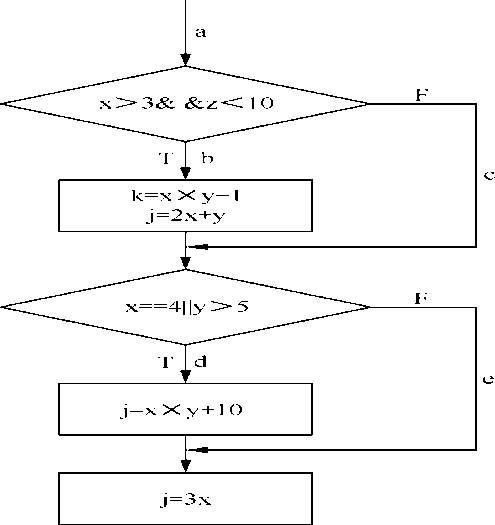 a
x＞3& &z＜10
F
T b
c
k=x×y−1
j=2x+y
x==4||y＞5
F
T d
e
j=x×y+10
j=3x